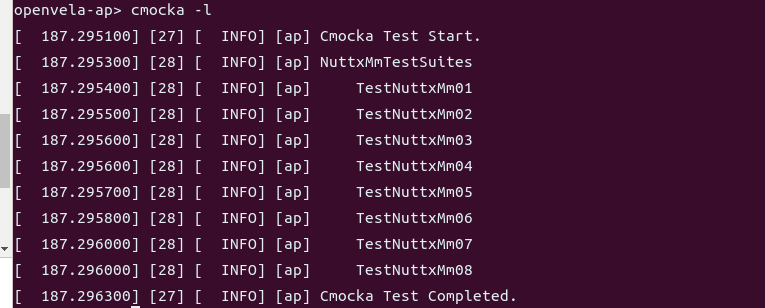 openvela-ap> cmocka -l
[  187.295100] [27] [  INFO] [ap] Cmocka Test Start.
[  187.295300] [28] [  INFO] [ap] NuttxMmTestSuites
[  187.295400] [28] [  INFO] [ap]     TestNuttxMm01
[  187.295500] [28] [  INFO] [ap]     TestNuttxMm02
[  187.295600] [28] [  INFO] [ap]     TestNuttxMm03
[  187.295600] [28] [  INFO] [ap]     TestNuttxMm04
[  187.295700] [28] [  INFO] [ap]     TestNuttxMm05
[  187.295800] [28] [  INFO] [ap]     TestNuttxMm06
[  187.296000] [28] [  INFO] [ap]     TestNuttxMm07
[  187.296000] [28] [  INFO] [ap]     TestNuttxMm08
[  187.296300] [27] [  INFO] [ap] Cmocka Test Completed.